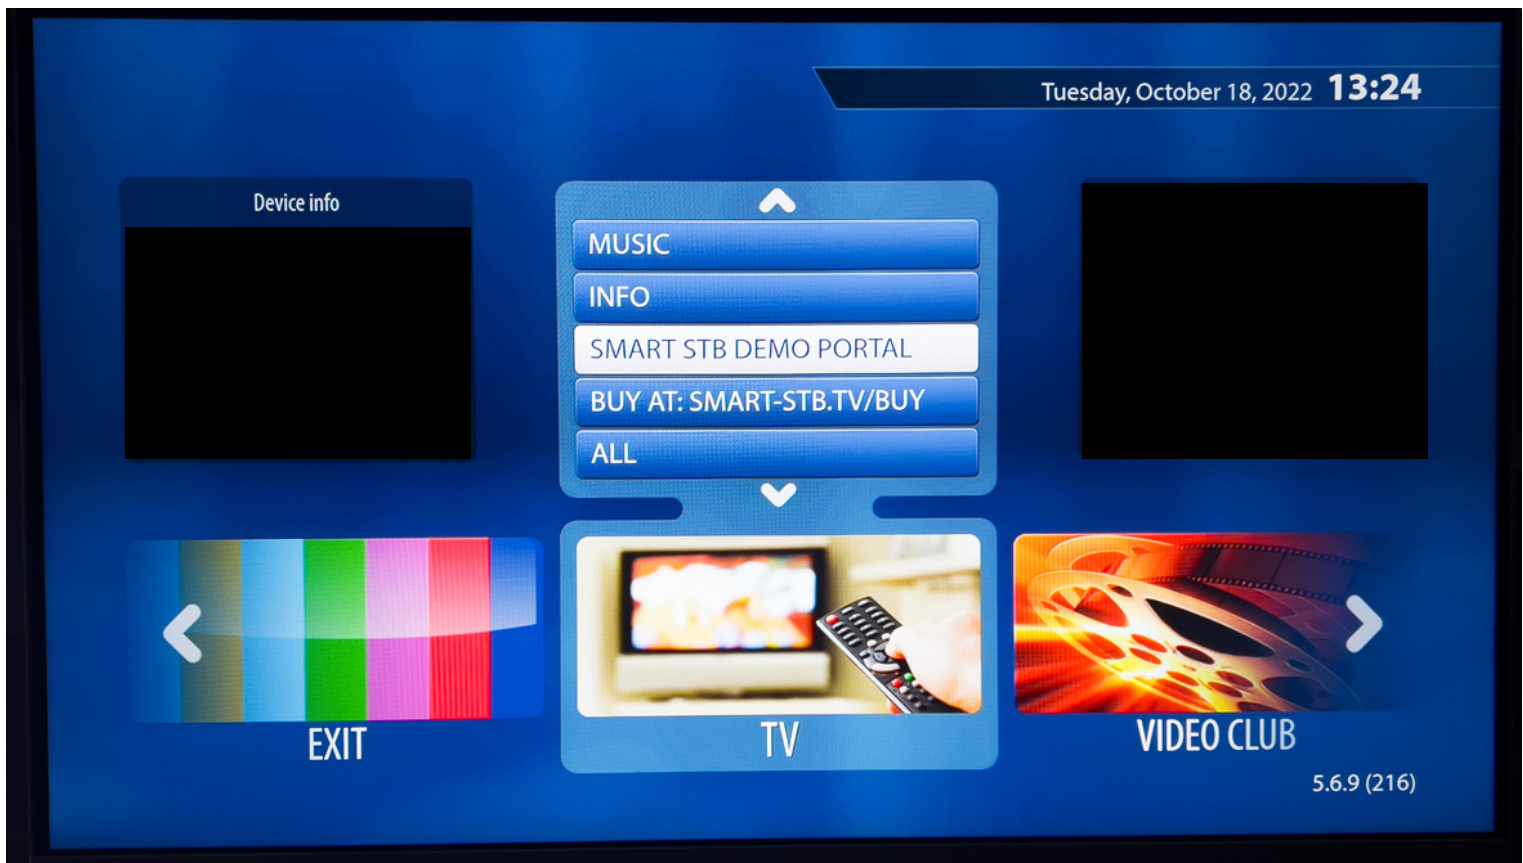 Tuesday, October 18, 2022 13:24
Device info
MUSIC
INFO
SMART STB DEMO PORTAL
BUY AT: SMART-STB.TV/BUY
ALL
EXIT
TV
VIDEO CLUB
5.6.9 (216)